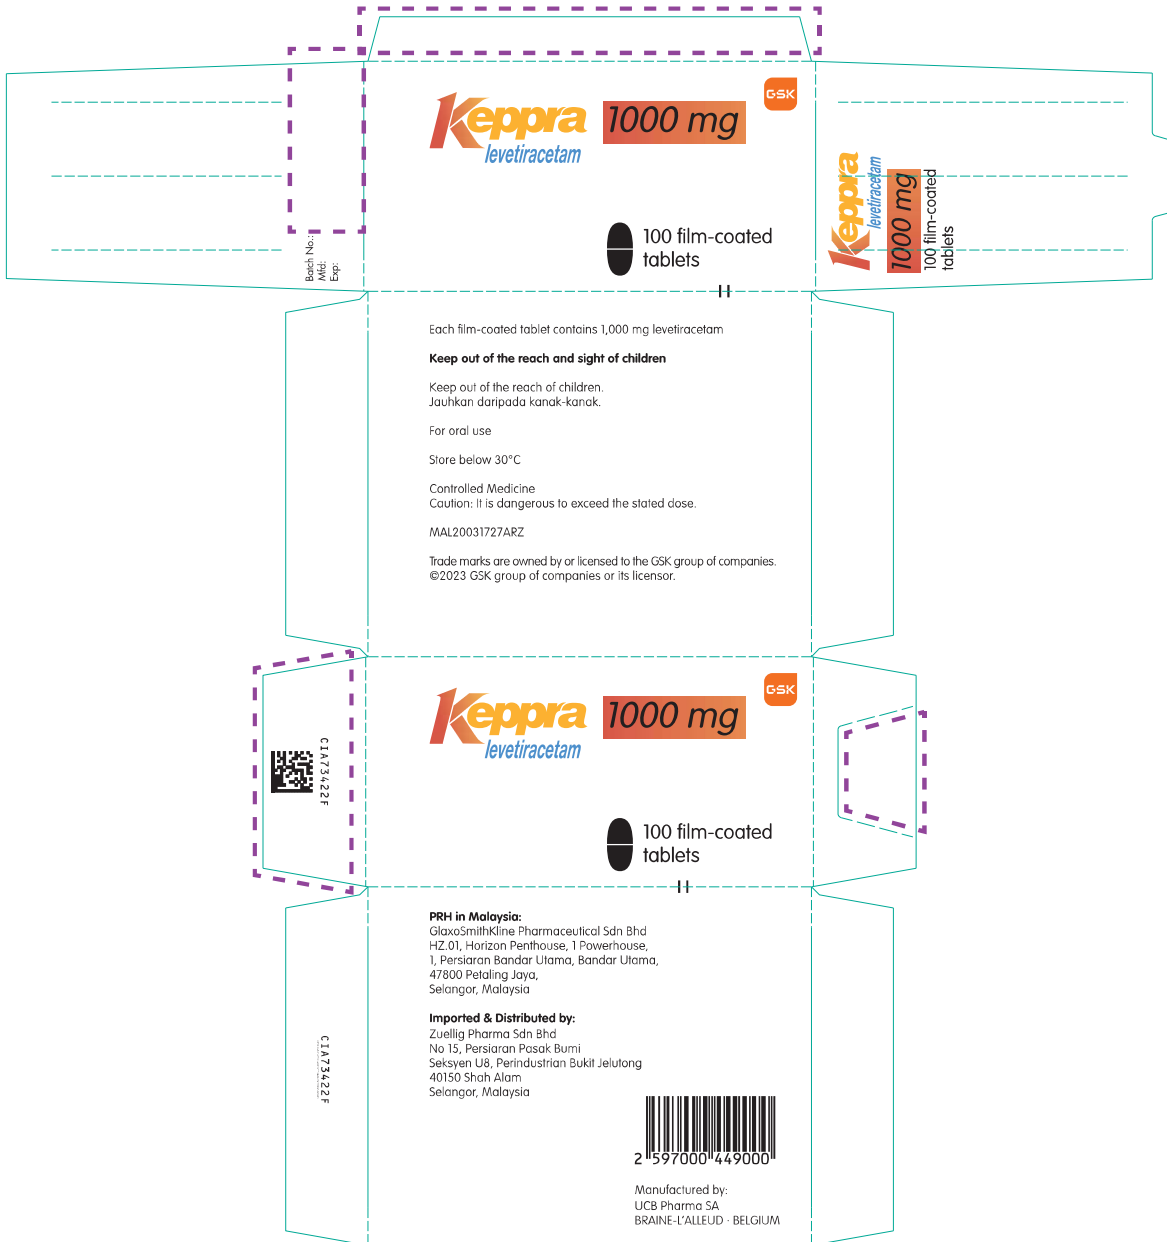 Keppra
levetiracetam
1000 mg
GSK
100 film-coated
tablets
Batch No.:
Mfd:
Exp:
Keppra
levetiracetam
1000 mg
100 film-coated
tablets
Each film-coated tablet contains 1,000 mg levetiracetam
Keep out of the reach and sight of children
Keep out of the reach of children.
Jauhkan daripada kanak-kanak.
For oral use
Store below 30°C
Controlled Medicine
Caution: It is dangerous to exceed the stated dose.
MAL20031727ARZ
Trade marks are owned by or licensed to the GSK group of companies.
©2023 GSK group of companies or its licensor.
Keppra
levetiracetam
1000 mg
GSK
100 film-coated
tablets
CIA73422F
PRH in Malaysia:
GlaxoSmithKline Pharmaceutical Sdn Bhd
HZ.01, Horizon Penthouse, 1 Powerhouse,
1, Persiaran Bandar Utama, Bandar Utama,
47800 Petaling Jaya,
Selangor, Malaysia
Imported & Distributed by:
Zuellig Pharma Sdn Bhd
No 15, Persiaran Pasak Bumi
Seksyen U8, Perindustrian Bukit Jelutong
40150 Shah Alam
Selangor, Malaysia
CIA73422F
2 597000 449000
Manufactured by:
UCB Pharma SA
BRAINE-L'ALLEUD · BELGIUM